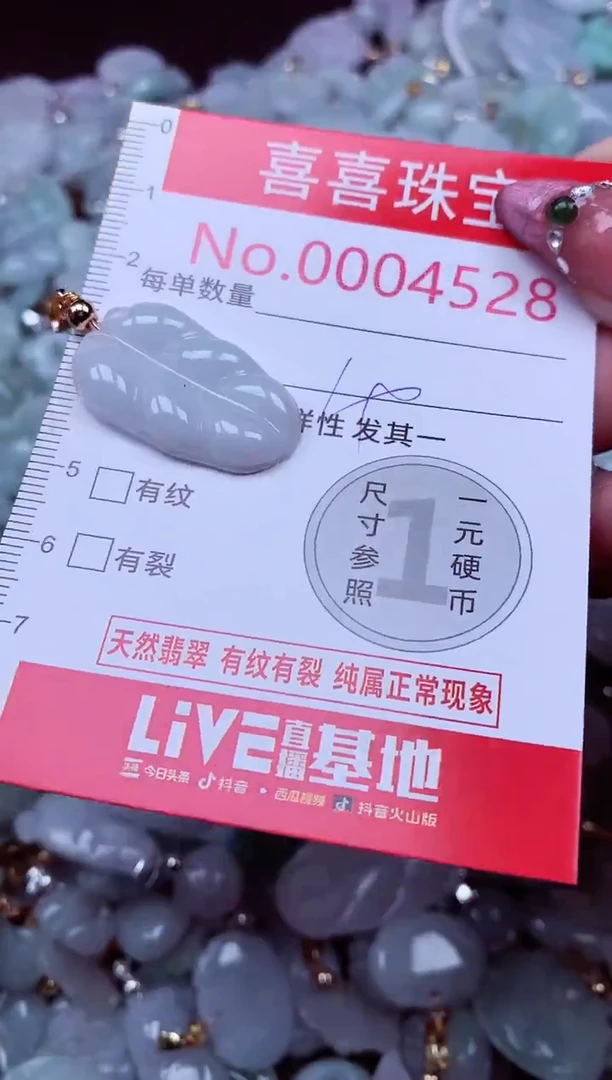 0
喜喜珠宝
1
No.0004528
2
每单数量
样性 发其一
5
有纹
尺寸参照
1
一元硬币
6
有裂
7
天然翡翠 有纹有裂 纯属正常现象
LiVE直播基地
今日头条 抖音 · 西瓜视频 抖音火山版